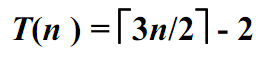 T(n ) = ⌈3n/2⌉ - 2